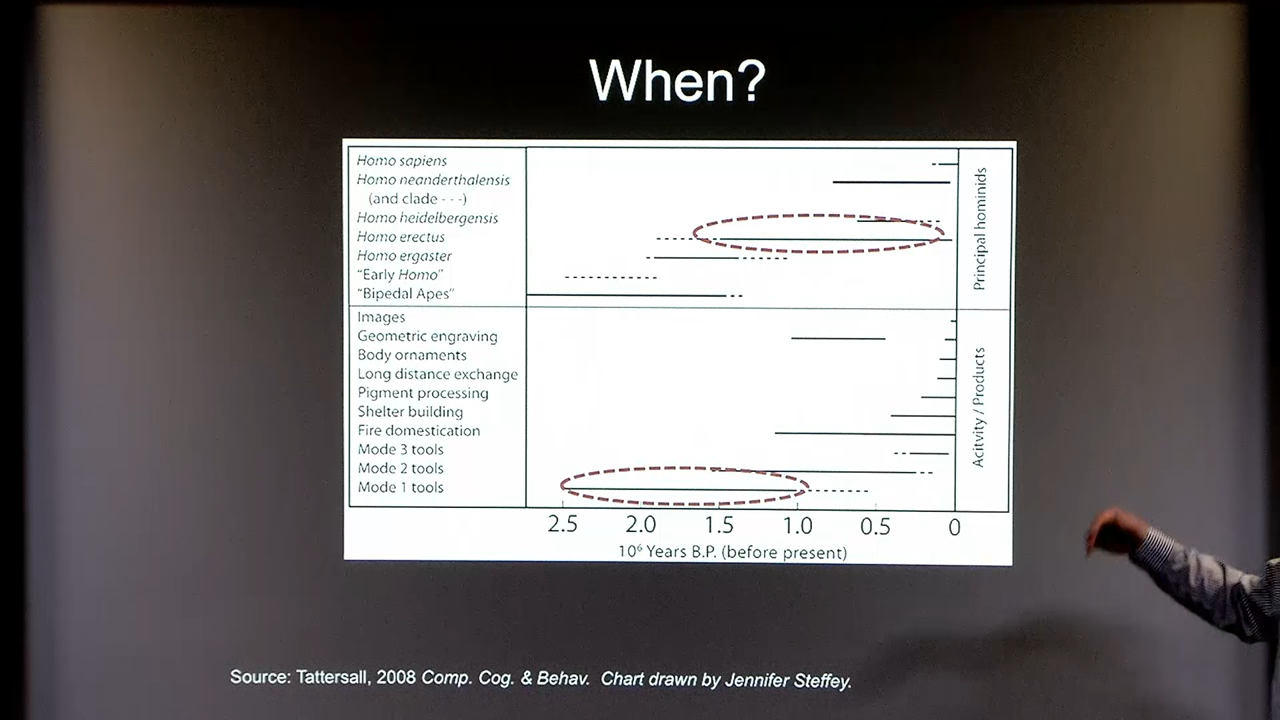 When?
Homo sapiens
Homo neanderthalensis
(and clade - - -)
Homo heidelbergensis
Homo erectus
Homo ergaster
"Early Homo"
"Bipedal Apes"
Principal hominids
Images
Geometric engraving
Body ornaments
Long distance exchange
Pigment processing
Shelter building
Fire domestication
Mode 3 tools
Mode 2 tools
Mode 1 tools
Acitvity / Products
2.5 2.0 1.5 1.0 0.5 0
10⁶ Years B.P. (before present)
Source: Tattersall, 2008 Comp. Cog. & Behav. Chart drawn by Jennifer Steffey.